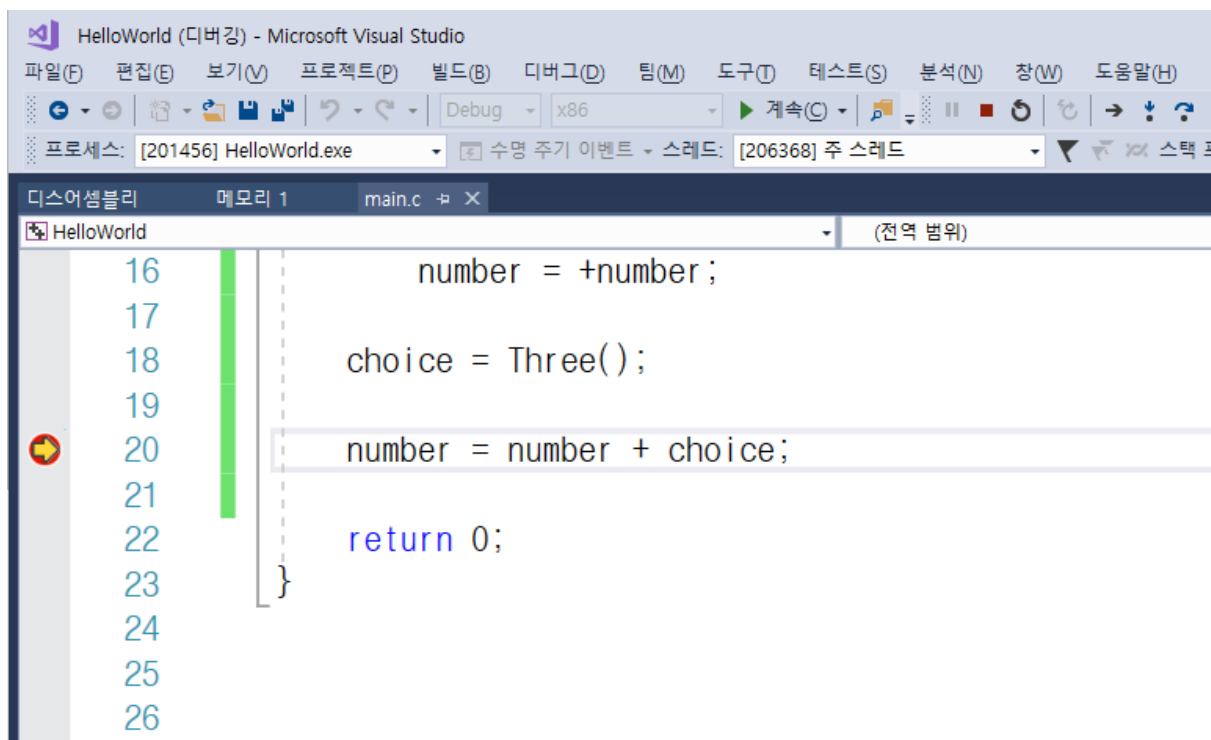 HelloWorld (디버깅) - Microsoft Visual Studio
파일(F) 편집(E) 보기(V) 프로젝트(P) 빌드(B) 디버그(D) 팀(M) 도구(T) 테스트(S) 분석(N) 창(W) 도움말(H)
Debug x86 계속(C)
프로세스: [201456] HelloWorld.exe 수명 주기 이벤트 스레드: [206368] 주 스레드 스택
디스어셈블리 메모리 1 main.c
HelloWorld (전역 범위)
16 number = +number;
17
18 choice = Three();
19
20 number = number + choice;
21
22 return 0;
23 }
24
25
26